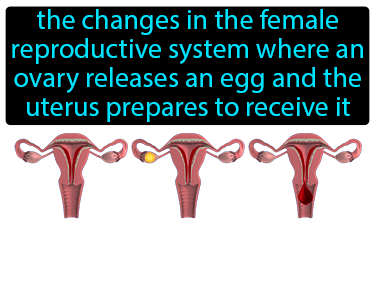 the changes in the female
reproductive system where an
ovary releases an egg and the
uterus prepares to receive it